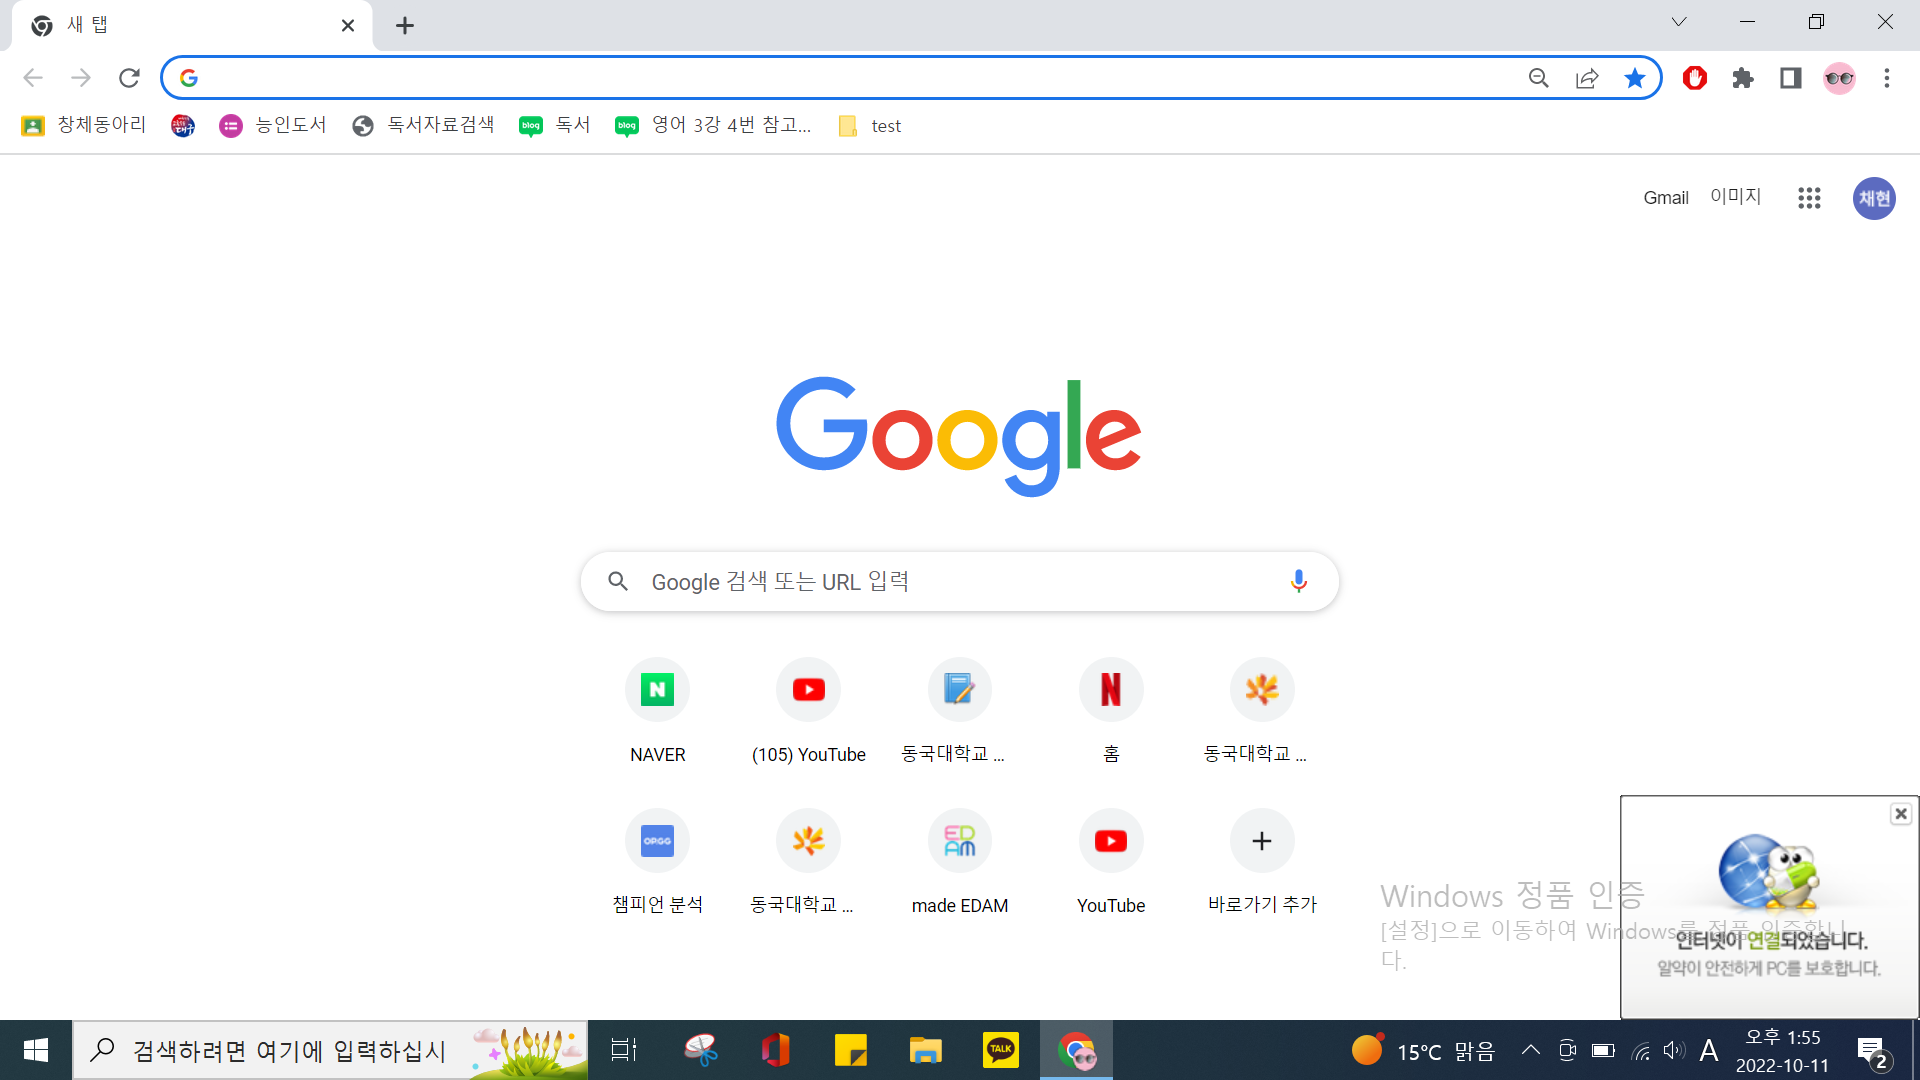 새 탭
창체동아리
능인도서
독서자료검색
blog 독서
blog 영어 3강 4번 참고...
test
Gmail 이미지
채현
Google
Google 검색 또는 URL 입력
NAVER
(105) YouTube
동국대학교 ...
홈
동국대학교 ...
OP.GG
챔피언 분석
동국대학교 ...
EDAM
made EDAM
YouTube
바로가기 추가
Windows 정품 인증
[설정]으로 이동하여 Windows를 정품 인증합니
다.
인터넷이 연결되었습니다.
알약이 안전하게 PC를 보호합니다.
검색하려면 여기에 입력하십시
TALK
15°C 맑음
A
오후 1:55
2022-10-11
2